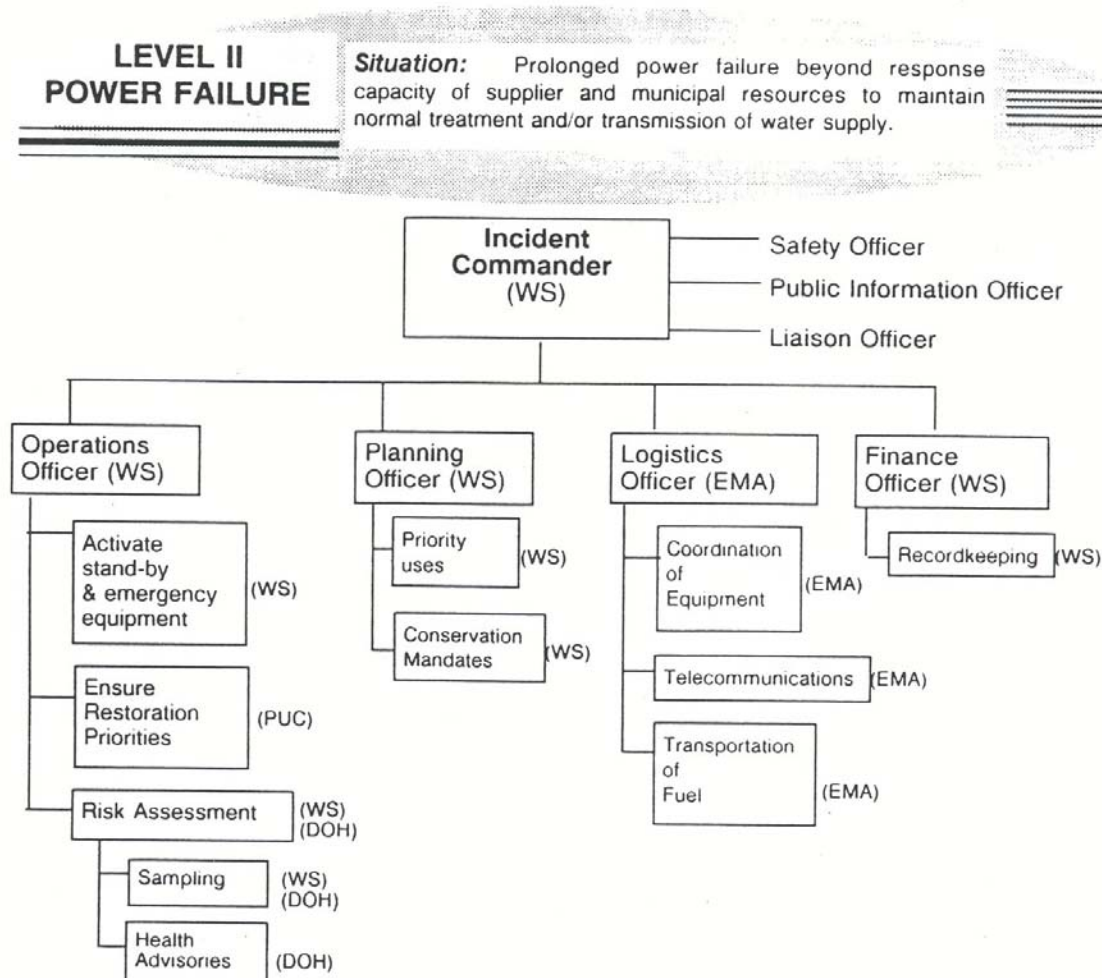 LEVEL II
POWER FAILURE
Situation: Prolonged power failure beyond response
capacity of supplier and municipal resources to maintain
normal treatment and/or transmission of water supply.
Incident
Commander
(WS)
Safety Officer
Public Information Officer
Liaison Officer
Operations
Officer (WS)
Activate
stand-by
& emergency
equipment
(WS)
Ensure
Restoration
Priorities
(PUC)
Risk Assessment
(WS)
(DOH)
Sampling
(WS)
(DOH)
Health
Advisories
(DOH)
Planning
Officer (WS)
Priority
uses
(WS)
Conservation
Mandates
(WS)
Logistics
Officer (EMA)
Coordination
of
Equipment
(EMA)
Telecommunications
(EMA)
Transportation
of
Fuel
(EMA)
Finance
Officer (WS)
Recordkeeping
(WS)